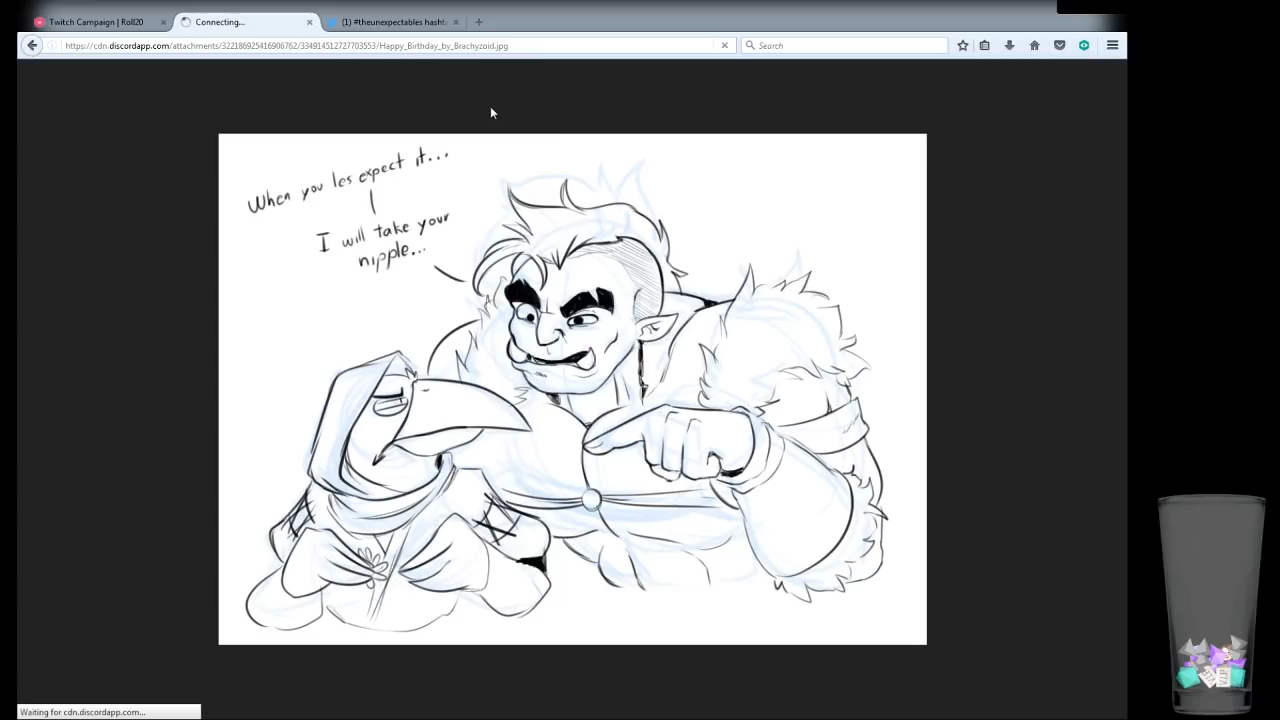 Twitch Campaign | Roll20
Connecting...
(1) #theunexpectables hasht
https://cdn.discordapp.com/attachments/322186925416906762/334914512727703553/Happy_Birthday_by_Brachyzoid.jpg
Search
When you les expect it...
I will take your
nipple...
VIP
Waiting for cdn.discordapp.com...